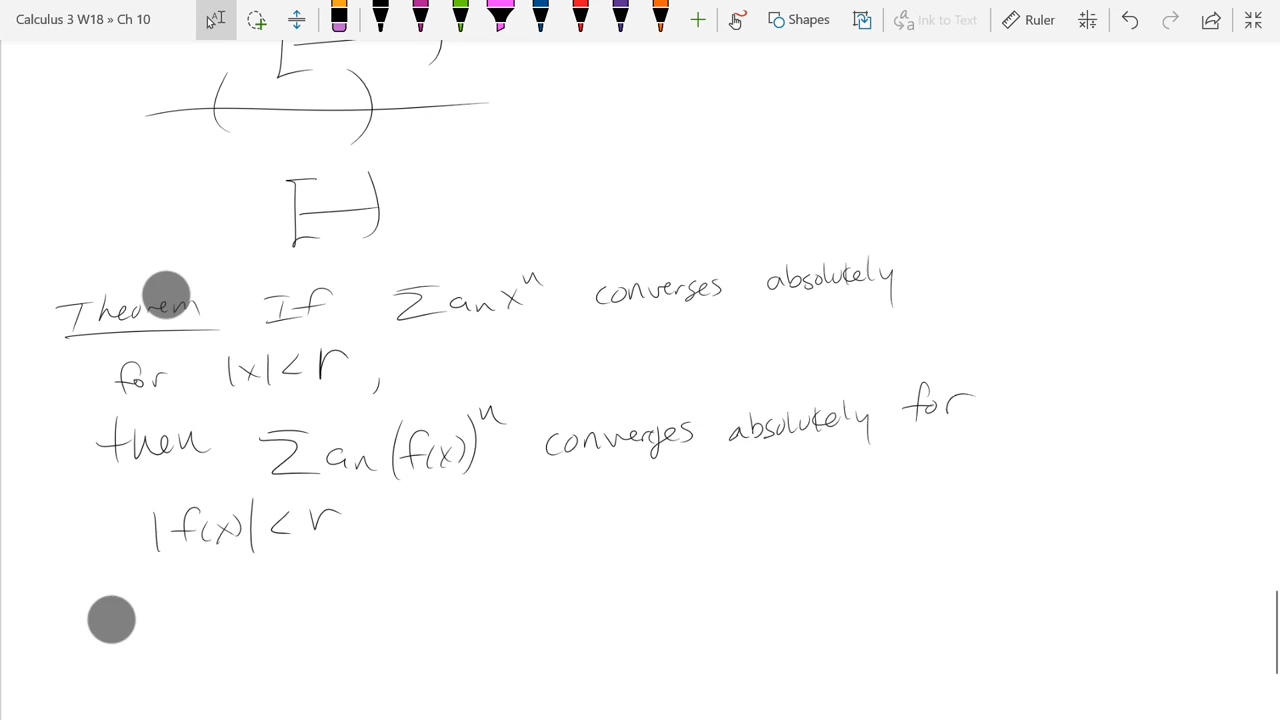 Calculus 3 W18 » Ch 10
Shapes
Ink to Text
Ruler
Theorem If Σ aₙ xⁿ converges absolutely
for |x| < r,
then Σ aₙ (f(x))ⁿ converges absolutely for
|f(x)| < r